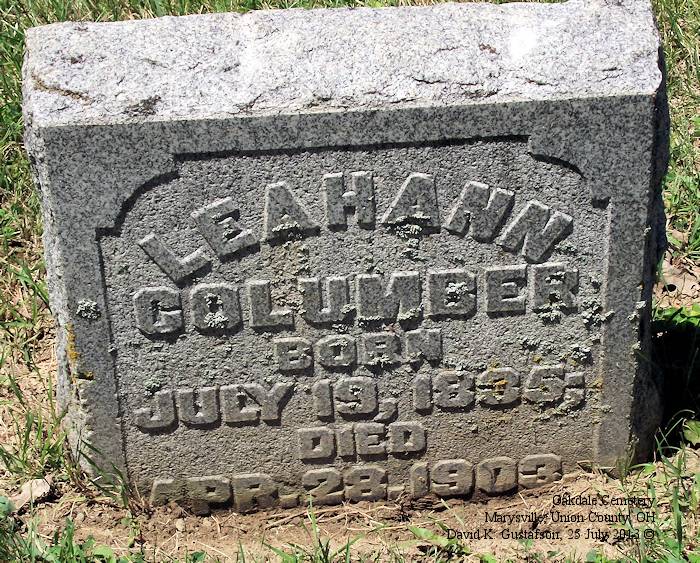 LEAHANN
COLUMBER
BORN
JULY 19, 1835;
DIED
APR. 28. 1903.
Oakdale Cemetery
Marysville, Union County, OH
David K. Gustafson, 25 July 2013 ©